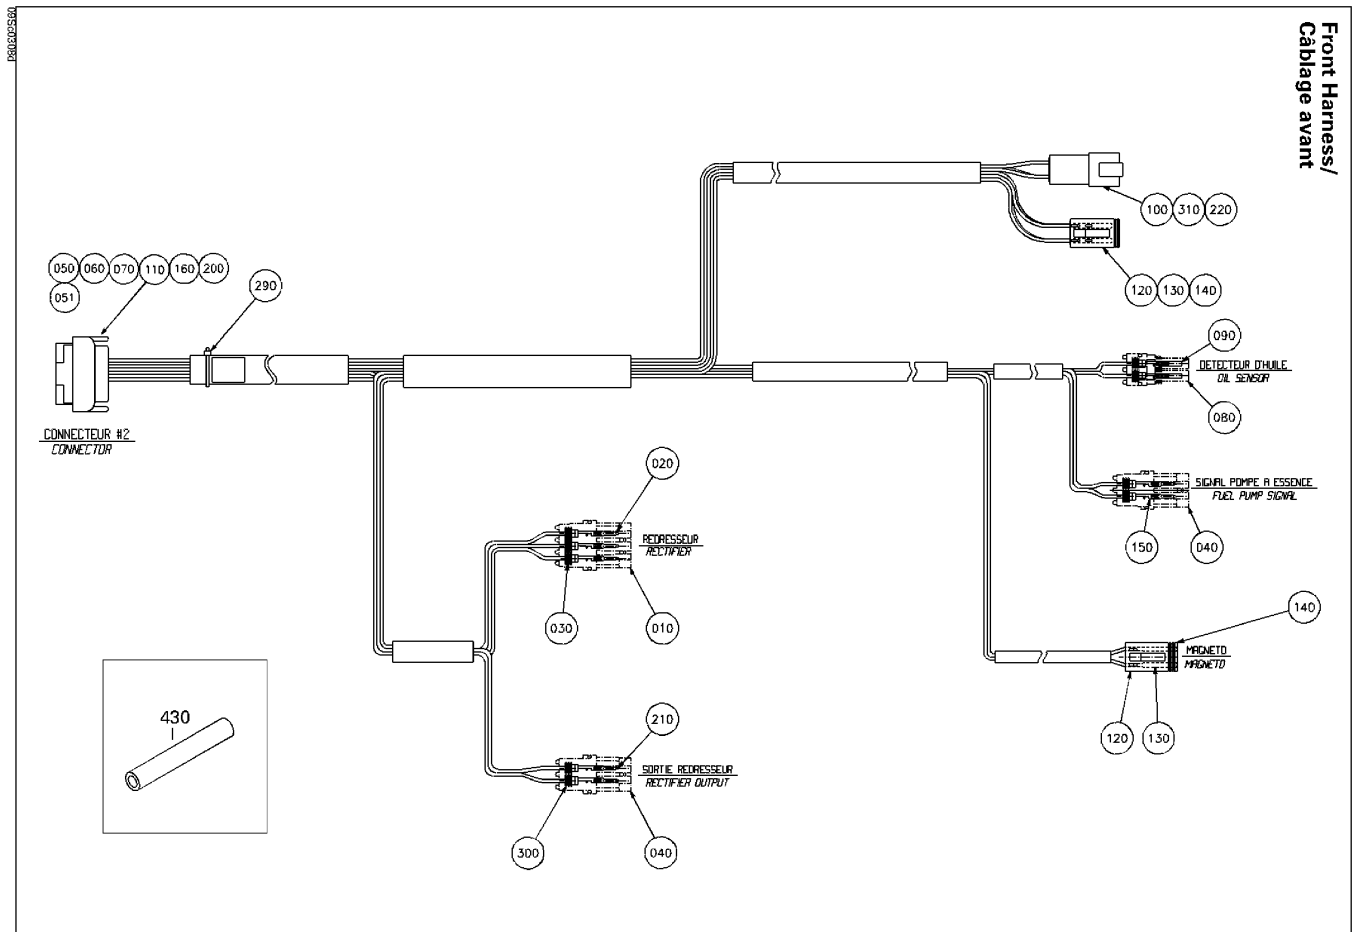 Front Harness/
Câblage avant
100 310 220
120 130 140
050 060 070 110 160 200
051
290
090
DETECTEUR D'HUILE
OIL SENSOR
080
CONNECTEUR #2
CONNECTOR
020
SIGNAL POMPE A ESSENCE
FUEL PUMP SIGNAL
REDRESSEUR
RECTIFIER
150 040
030 010
140
MAGNETO
MAGNETO
430
210
120 130
SORTIE REDRESSEUR
RECTIFIER OUTPUT
300 040